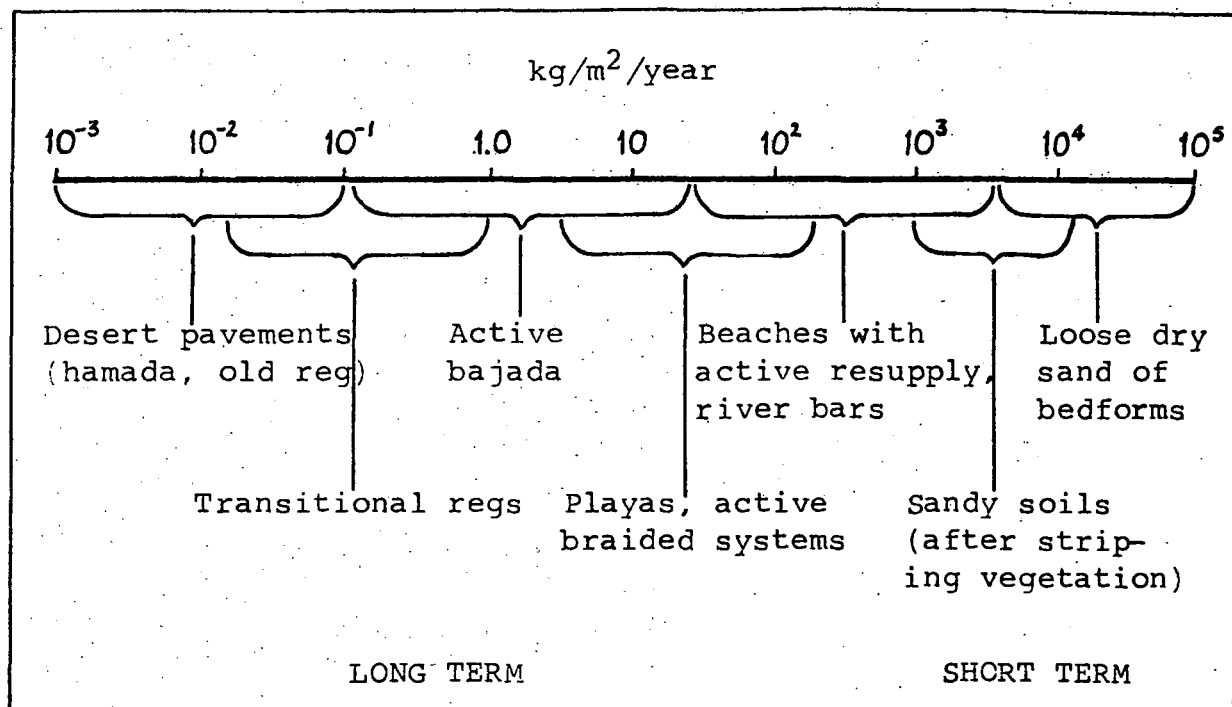 kg/m²/year
10⁻³ 10⁻² 10⁻¹ 1.0 10 10² 10³ 10⁴ 10⁵
Desert pavements
(hamada, old reg)
Active
bajada
Beaches with
active resupply,
river bars
Loose dry
sand of
bedforms
Transitional regs
Playas, active
braided systems
Sandy soils
(after strip-
ing vegetation)
LONG TERM
SHORT TERM